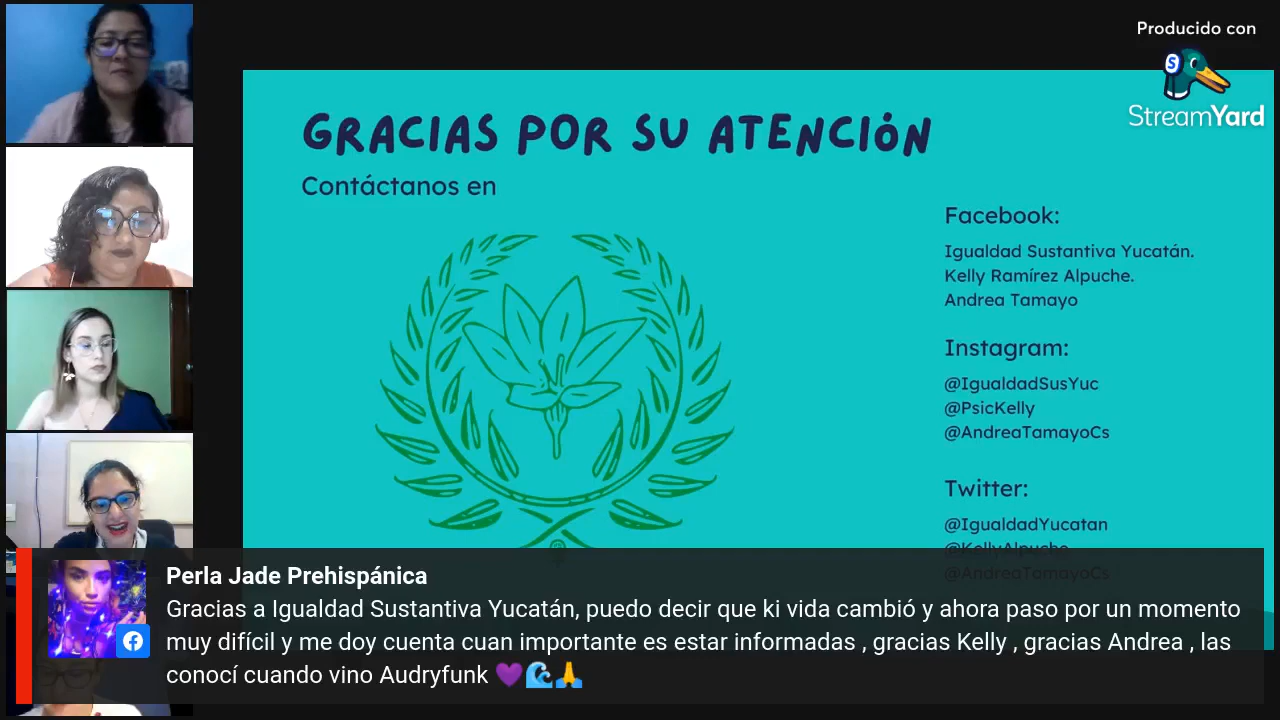 Producido con
StreamYard
GRACIAS POR SU ATENCIÓN
Contáctanos en
Facebook:
Igualdad Sustantiva Yucatán.
Kelly Ramírez Alpuche.
Andrea Tamayo
Instagram:
@IgualdadSusYuc
@PsicKelly
@AndreaTamayoCs
Twitter:
@IgualdadYucatan
@KellyAlpuche
@AndreaTamayoCs
Perla Jade Prehispánica
Gracias a Igualdad Sustantiva Yucatán, puedo decir que ki vida cambió y ahora paso por un momento
muy difícil y me doy cuenta cuan importante es estar informadas , gracias Kelly , gracias Andrea , las
conocí cuando vino Audryfunk 💜🌊🙏